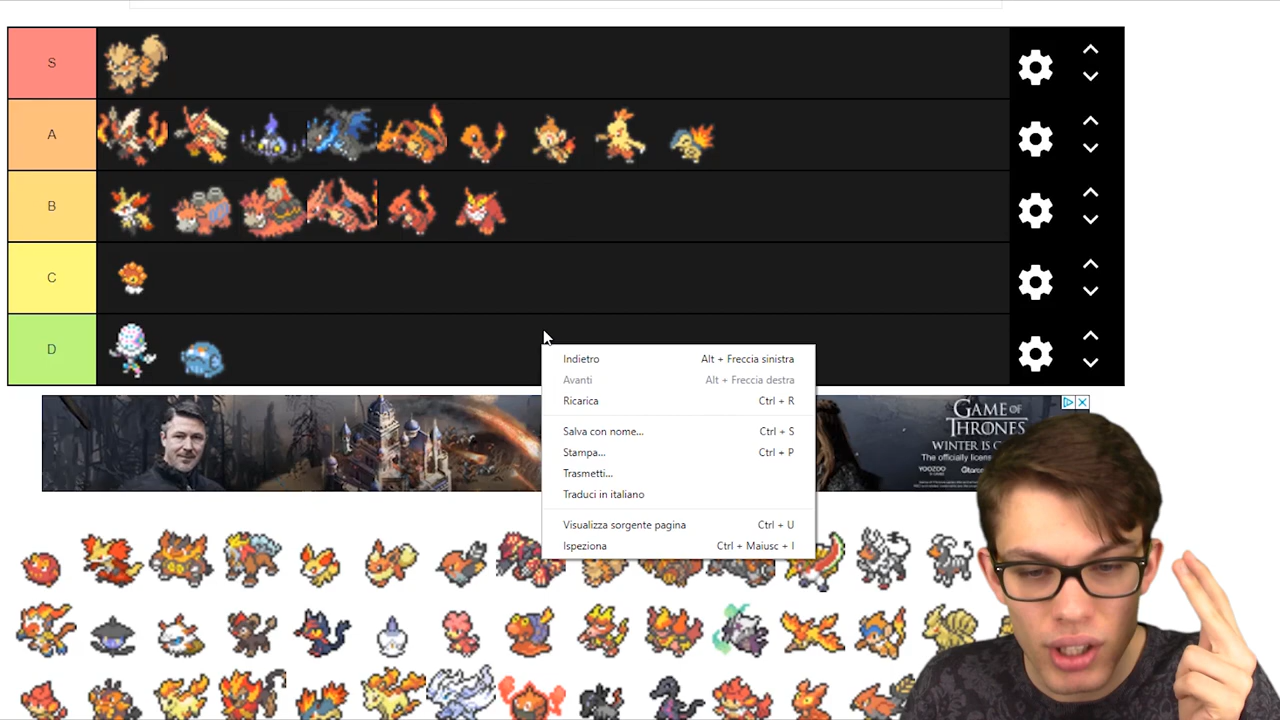 S
A
B
C
D
Indietro Alt + Freccia sinistra
Avanti Alt + Freccia destra
Ricarica Ctrl + R
Salva con nome... Ctrl + S
Stampa... Ctrl + P
Trasmetti...
Traduci in italiano
Visualizza sorgente pagina Ctrl + U
Ispeziona Ctrl + Maiusc + I
GAME OF
THRONES
WINTER IS C
The officially licens
YOOZOO